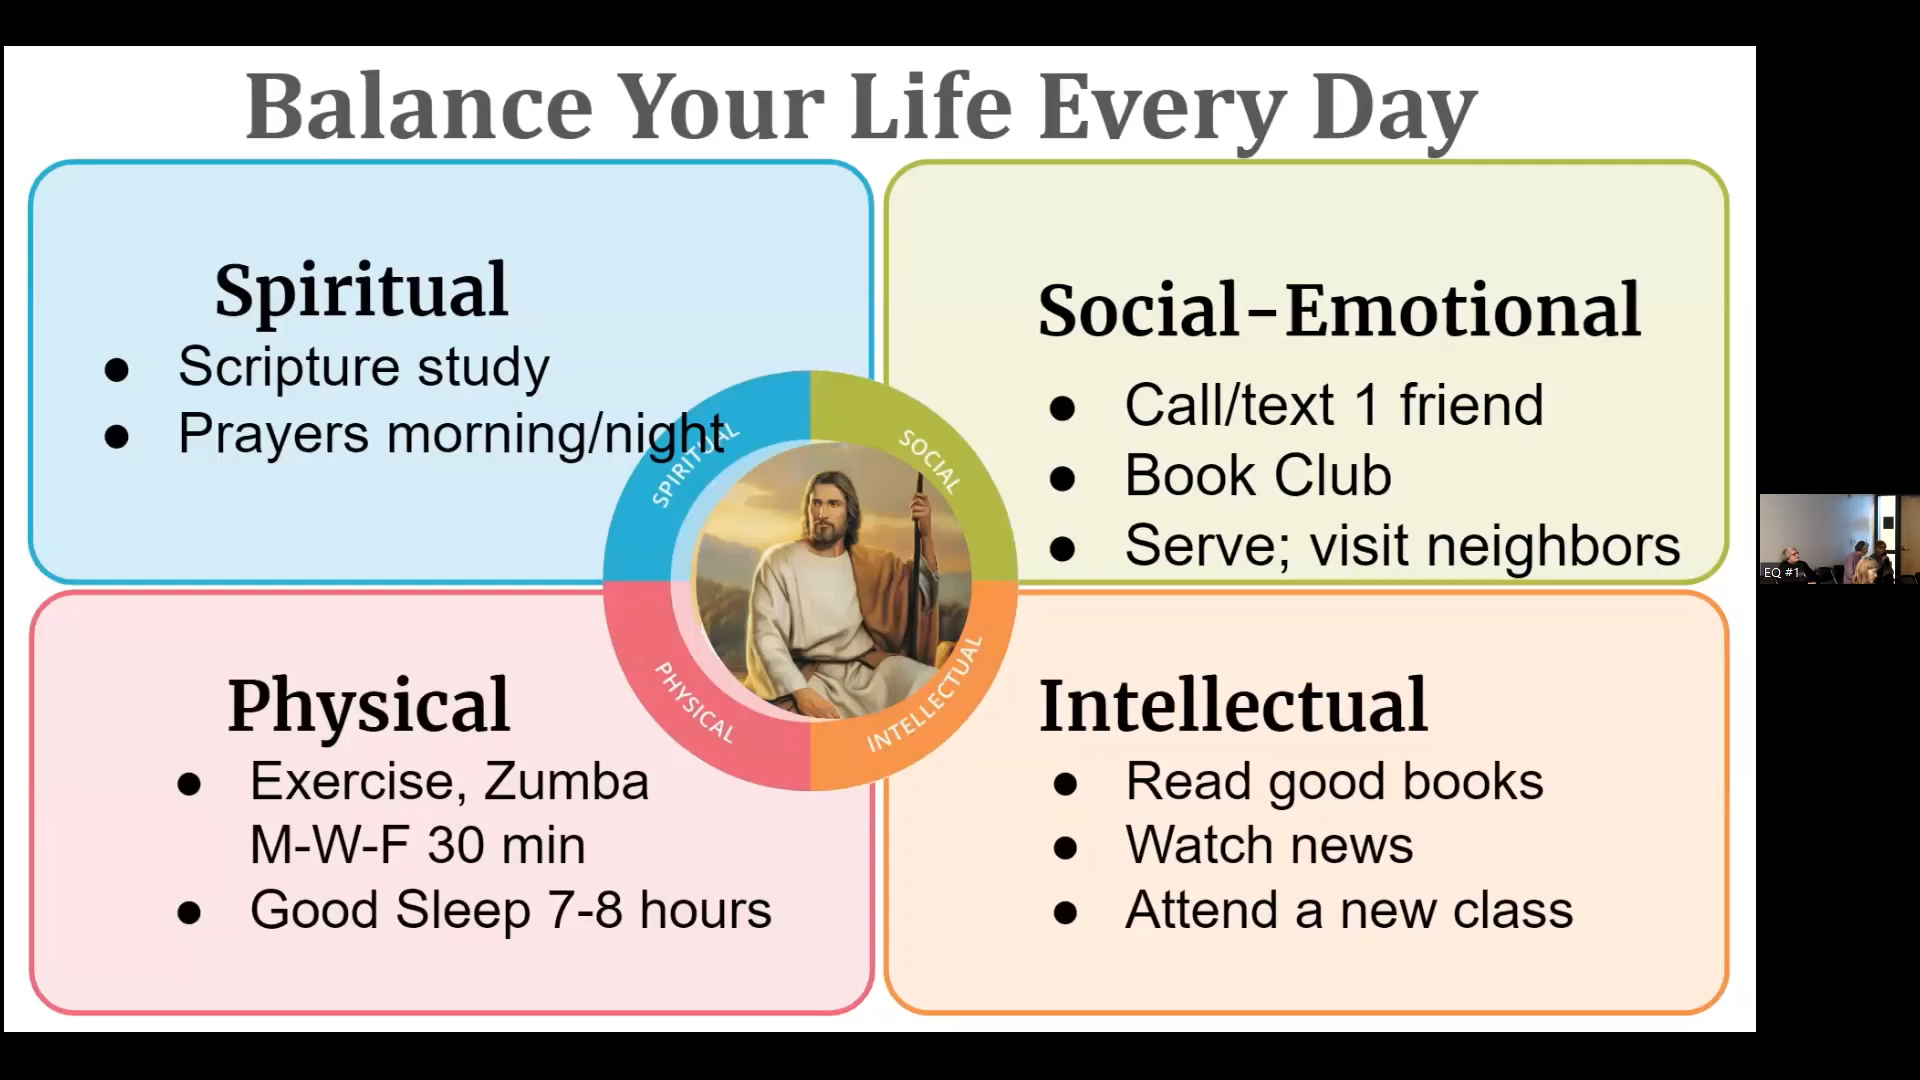 Balance Your Life Every Day
Spiritual
● Scripture study
● Prayers morning/night
Social-Emotional
● Call/text 1 friend
● Book Club
● Serve; visit neighbors
SPIRITUAL
SOCIAL
PHYSICAL
INTELLECTUAL
Physical
● Exercise, Zumba
M-W-F 30 min
● Good Sleep 7-8 hours
Intellectual
● Read good books
● Watch news
● Attend a new class
EQ #1